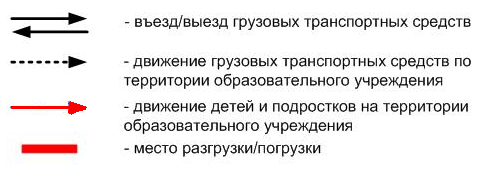 - въезд/выезд грузовых транспортных средств
- движение грузовых транспортных средств по
территории образовательного учреждения
- движение детей и подростков на территории
образовательного учреждения
- место разгрузки/погрузки